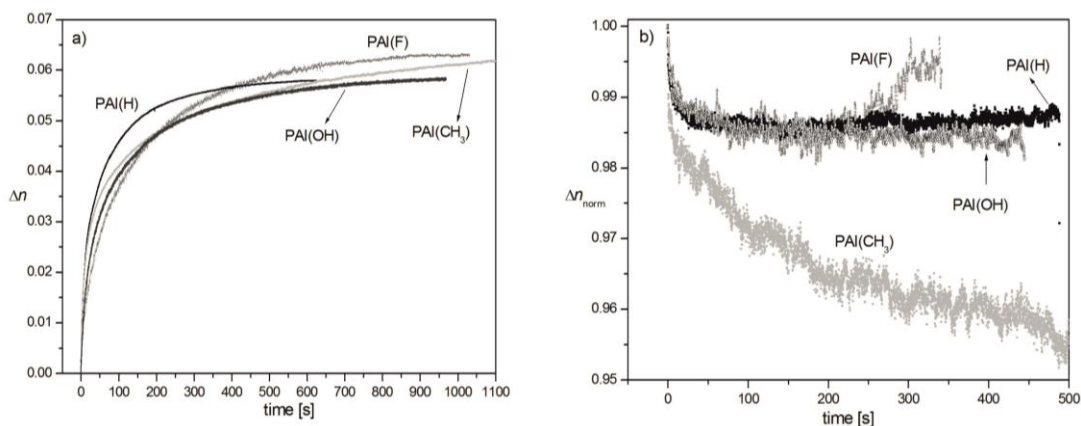 a)
0.07
0.06
0.05
0.04
0.03
0.02
0.01
0.00
Δn
PAI(H)
PAI(F)
PAI(OH)
PAI(CH₃)
0 100 200 300 400 500 600 700 800 900 1000 1100
time [s]
b)
1.00
0.99
0.98
0.97
0.96
0.95
Δn_norm
PAI(F)
PAI(H)
PAI(OH)
PAI(CH₃)
0 100 200 300 400 500
time [s]